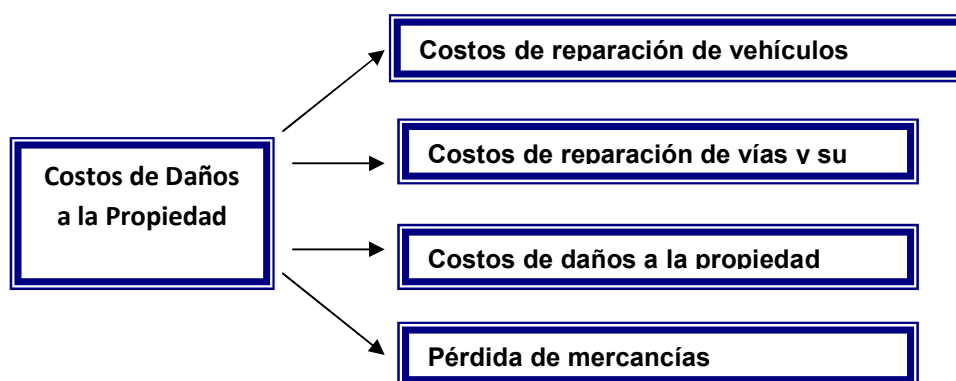 Costos de reparación de vehículos
Costos de reparación de vías y su
Costos de Daños
a la Propiedad
Costos de daños a la propiedad
Pérdida de mercancías